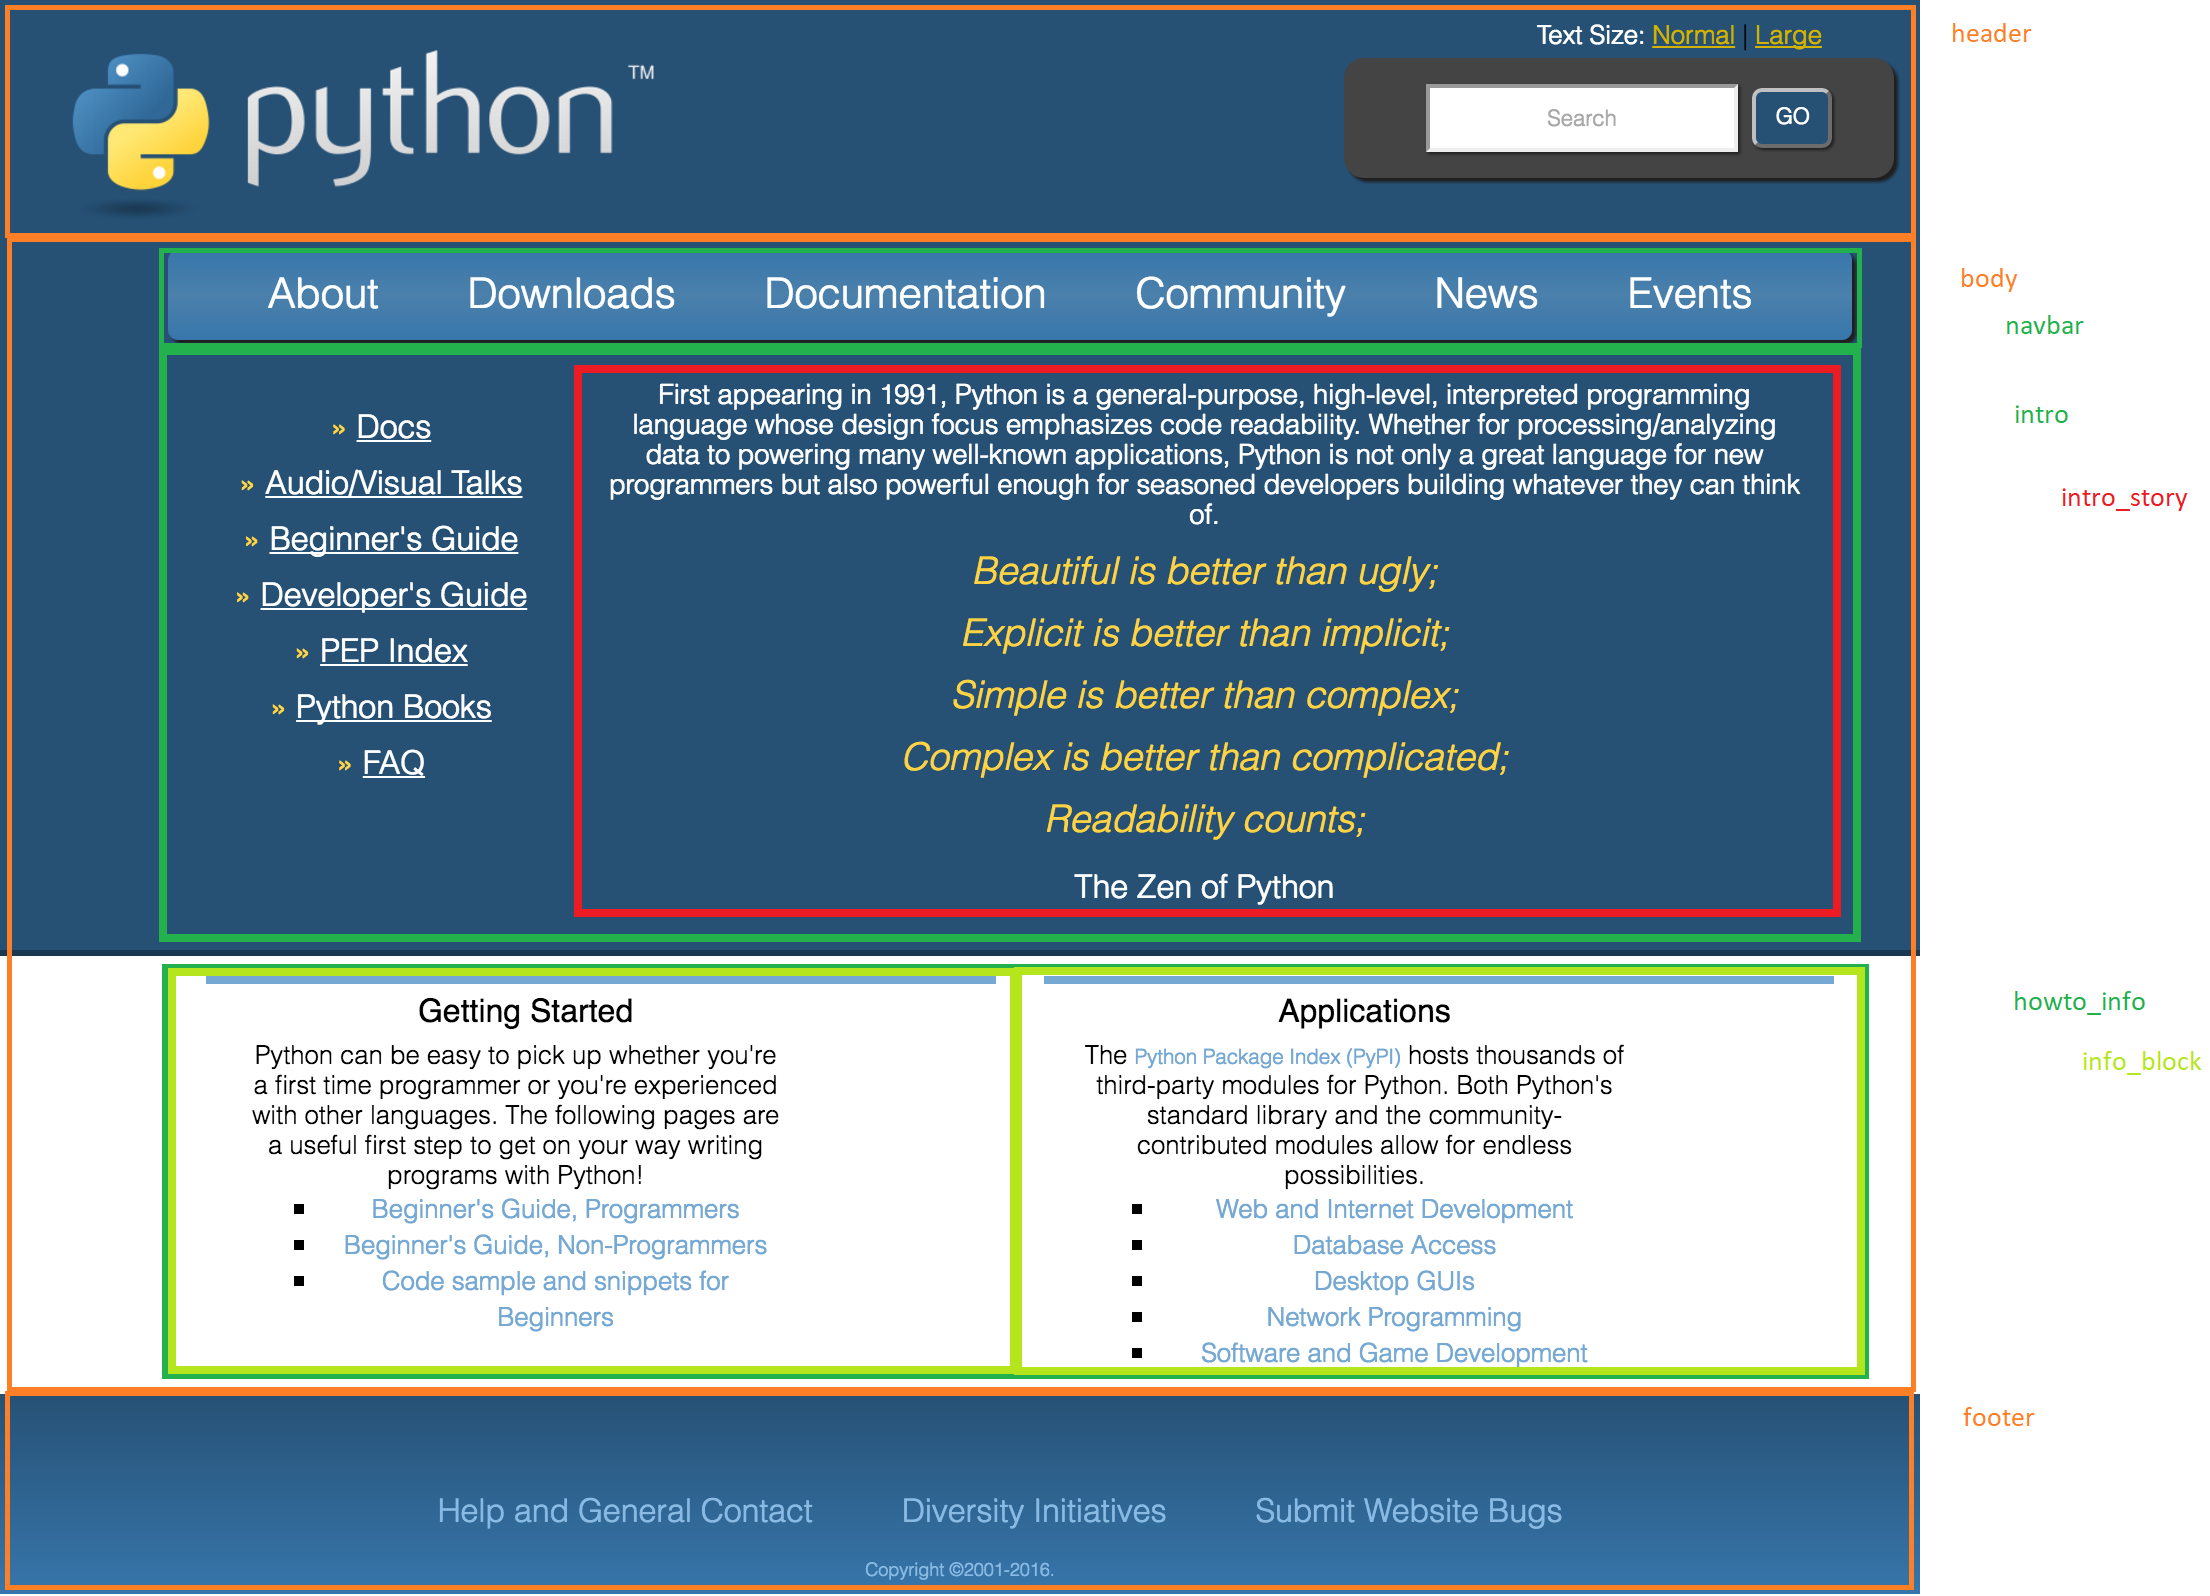 Text Size: Normal | Large
header
python ™
Search
GO
body
About Downloads Documentation Community News Events
navbar
» Docs
» Audio/Visual Talks
» Beginner's Guide
» Developer's Guide
» PEP Index
» Python Books
» FAQ
First appearing in 1991, Python is a general-purpose, high-level, interpreted programming
language whose design focus emphasizes code readability. Whether for processing/analyzing
data to powering many well-known applications, Python is not only a great language for new
programmers but also powerful enough for seasoned developers building whatever they can think
of.
Beautiful is better than ugly;
Explicit is better than implicit;
Simple is better than complex;
Complex is better than complicated;
Readability counts;
The Zen of Python
intro
intro_story
Getting Started
Python can be easy to pick up whether you're
a first time programmer or you're experienced
with other languages. The following pages are
a useful first step to get on your way writing
programs with Python!
▪ Beginner's Guide, Programmers
▪ Beginner's Guide, Non-Programmers
▪ Code sample and snippets for
Beginners
Applications
The Python Package Index (PyPI) hosts thousands of
third-party modules for Python. Both Python's
standard library and the community-
contributed modules allow for endless
possibilities.
▪ Web and Internet Development
▪ Database Access
▪ Desktop GUIs
▪ Network Programming
▪ Software and Game Development
howto_info
info_block
footer
Help and General Contact Diversity Initiatives Submit Website Bugs
Copyright ©2001-2016.